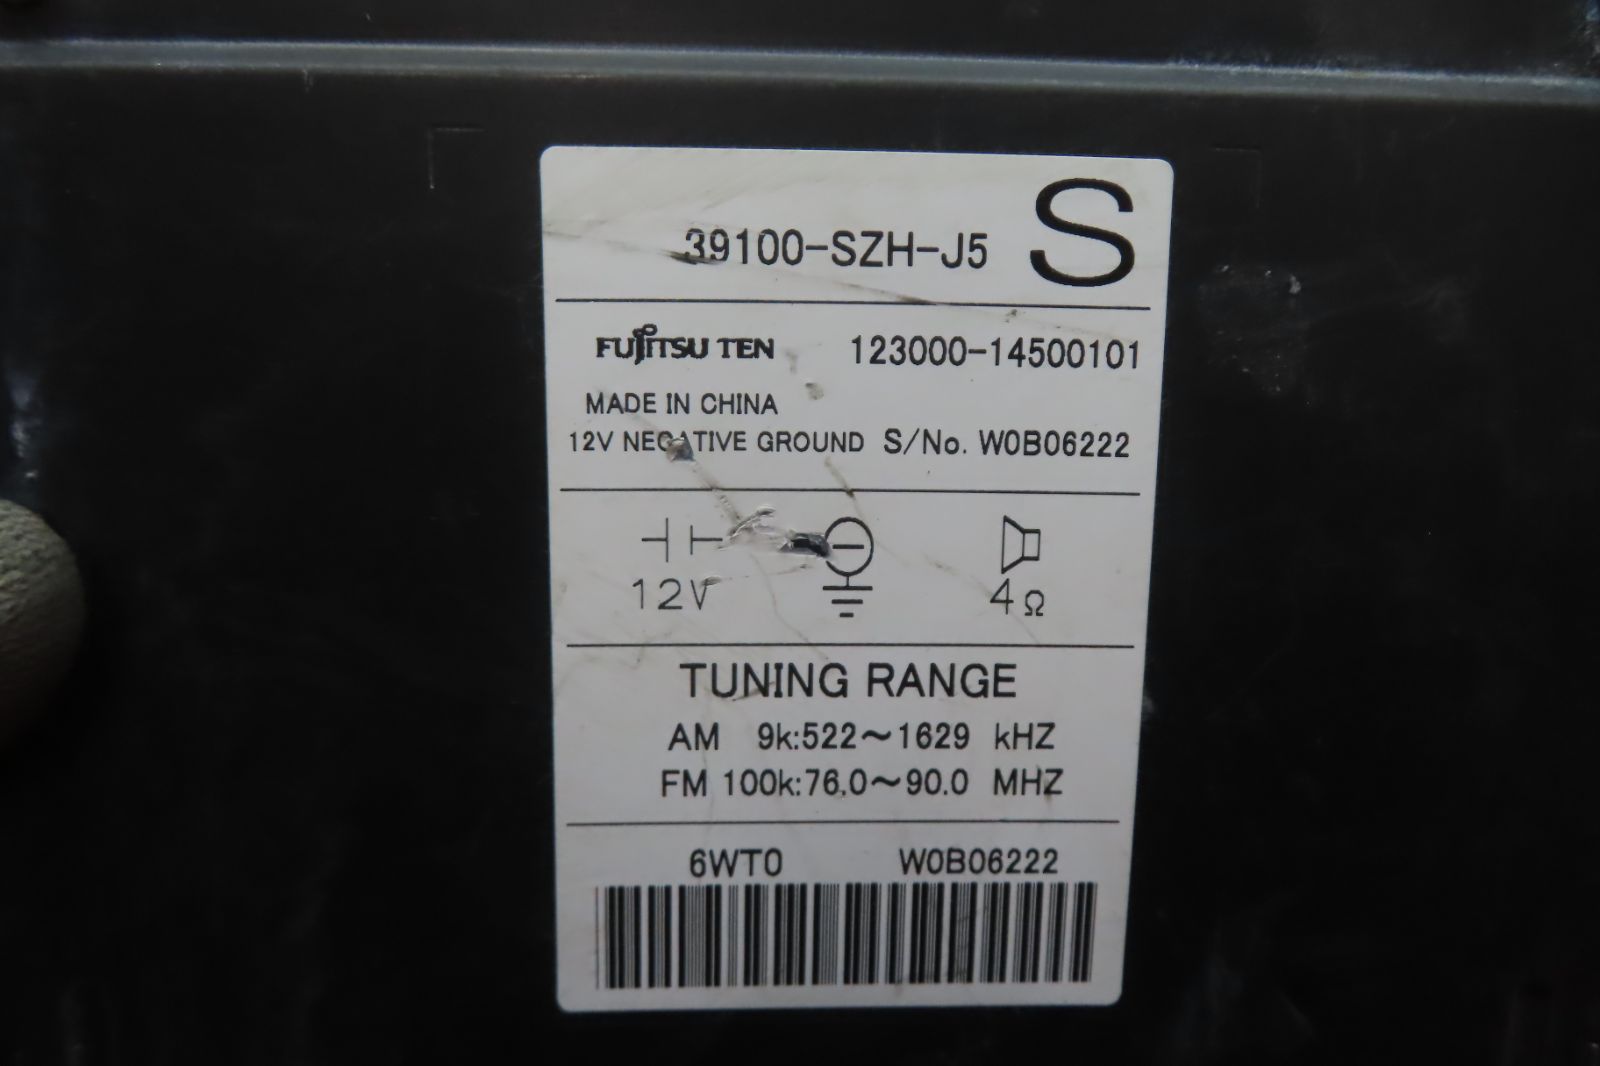 39100-SZH-J5 S
FUJITSU TEN 123000-14500101
MADE IN CHINA
12V NEGATIVE GROUND S/No. W0B06222
12V 4Ω
TUNING RANGE
AM 9k:522~1629 kHZ
FM 100k:76.0~90.0 MHZ
6WT0 W0B06222